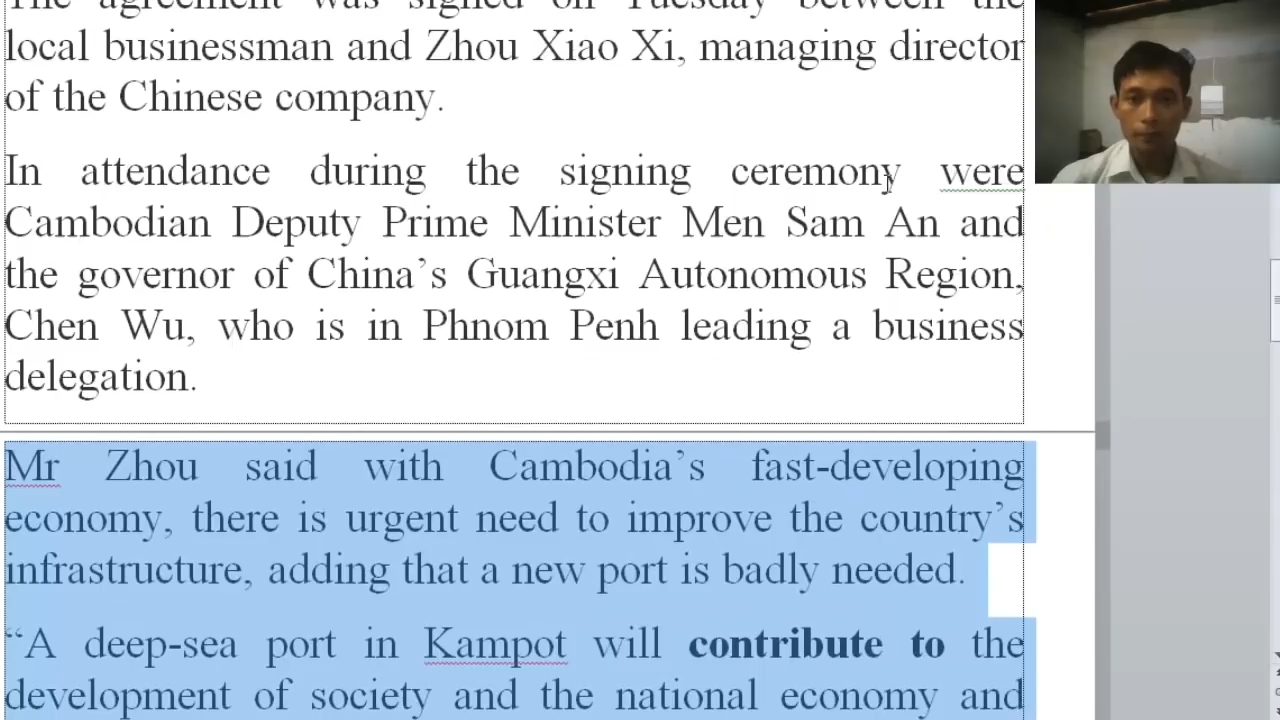 The agreement was signed on Tuesday between the
local businessman and Zhou Xiao Xi, managing director
of the Chinese company.
In attendance during the signing ceremony were
Cambodian Deputy Prime Minister Men Sam An and
the governor of China’s Guangxi Autonomous Region,
Chen Wu, who is in Phnom Penh leading a business
delegation.
Mr Zhou said with Cambodia’s fast-developing
economy, there is urgent need to improve the country’s
infrastructure, adding that a new port is badly needed.
“A deep-sea port in Kampot will contribute to the
development of society and the national economy and